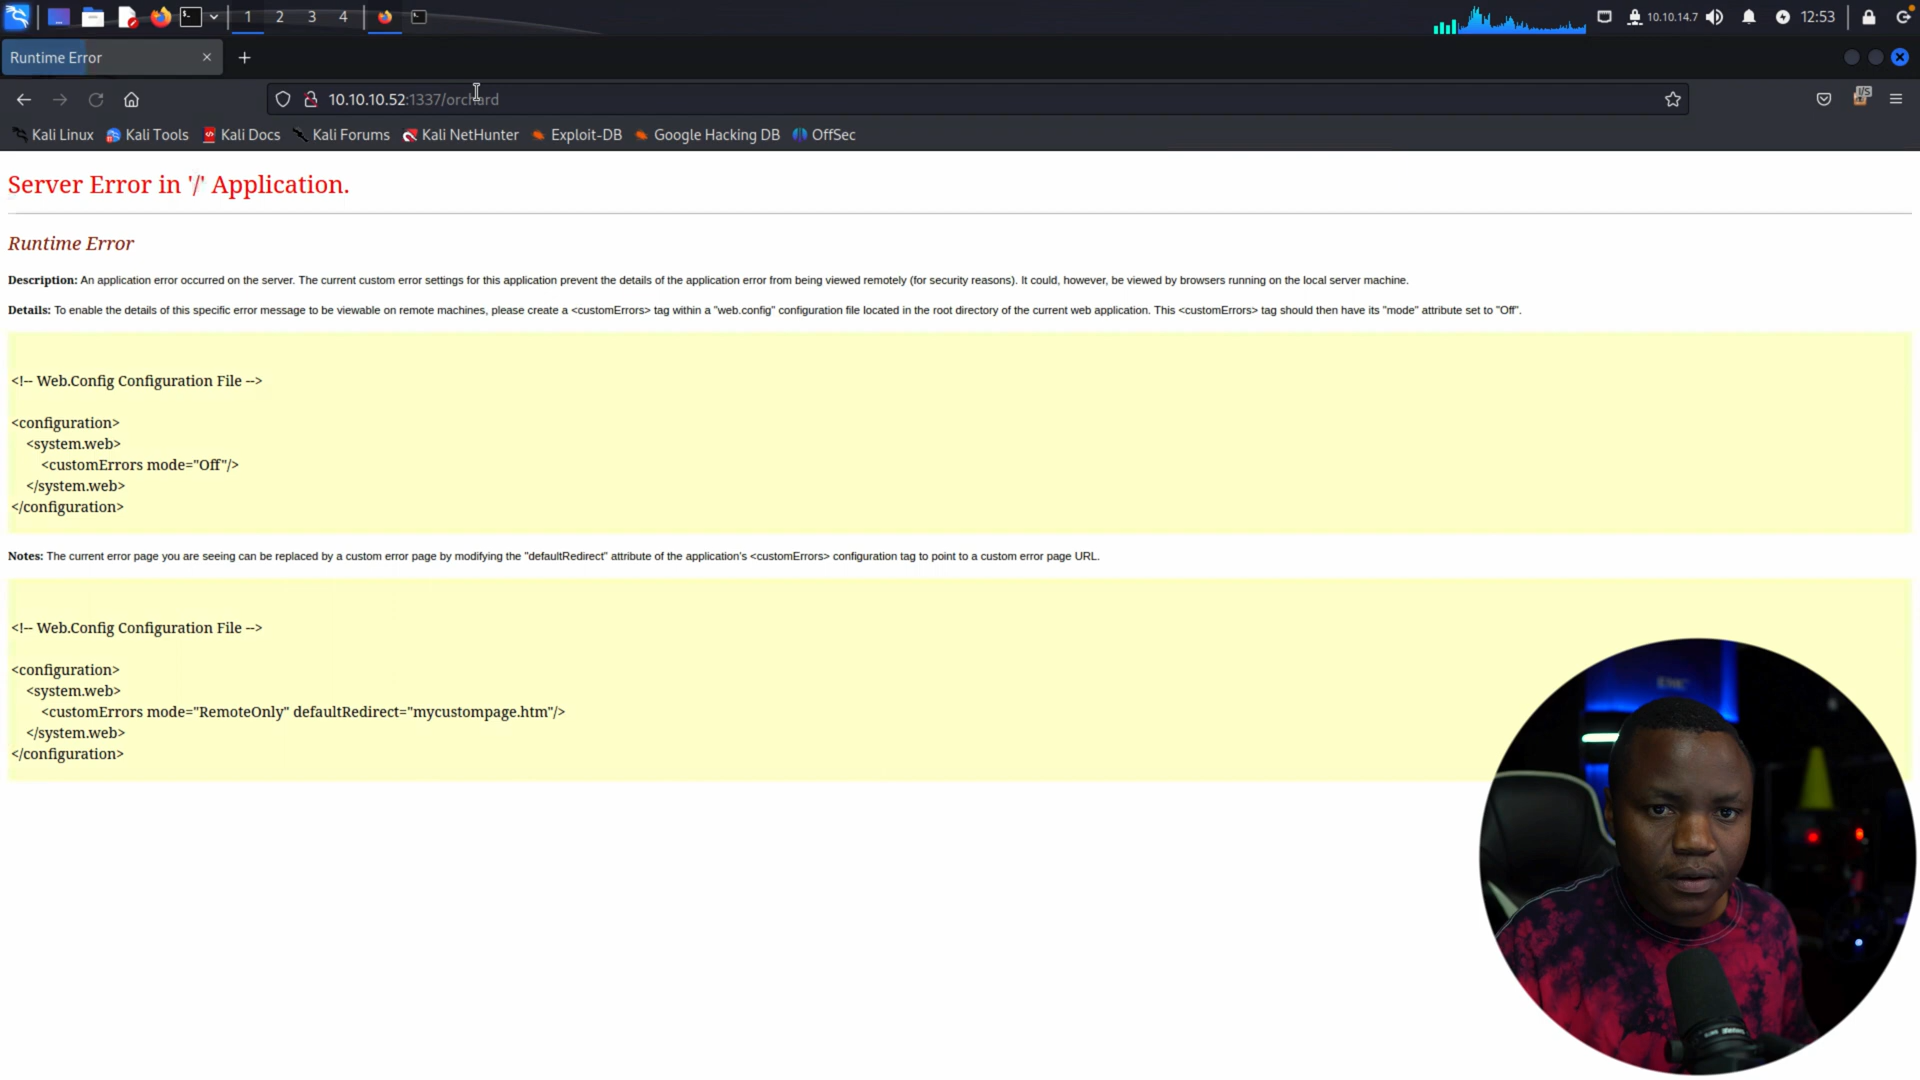 1 2 3 4 10.10.14.7 12:53
Runtime Error
10.10.10.52:1337/orchard
Kali Linux Kali Tools Kali Docs Kali Forums Kali NetHunter Exploit-DB Google Hacking DB OffSec
Server Error in '/' Application.
Runtime Error
Description: An application error occurred on the server. The current custom error settings for this application prevent the details of the application error from being viewed remotely (for security reasons). It could, however, be viewed by browsers running on the local server machine.
Details: To enable the details of this specific error message to be viewable on remote machines, please create a <customErrors> tag within a "web.config" configuration file located in the root directory of the current web application. This <customErrors> tag should then have its "mode" attribute set to "Off".
<!-- Web.Config Configuration File -->
<configuration>
<system.web>
<customErrors mode="Off"/>
</system.web>
</configuration>
Notes: The current error page you are seeing can be replaced by a custom error page by modifying the "defaultRedirect" attribute of the application's <customErrors> configuration tag to point to a custom error page URL.
<!-- Web.Config Configuration File -->
<configuration>
<system.web>
<customErrors mode="RemoteOnly" defaultRedirect="mycustompage.htm"/>
</system.web>
</configuration>